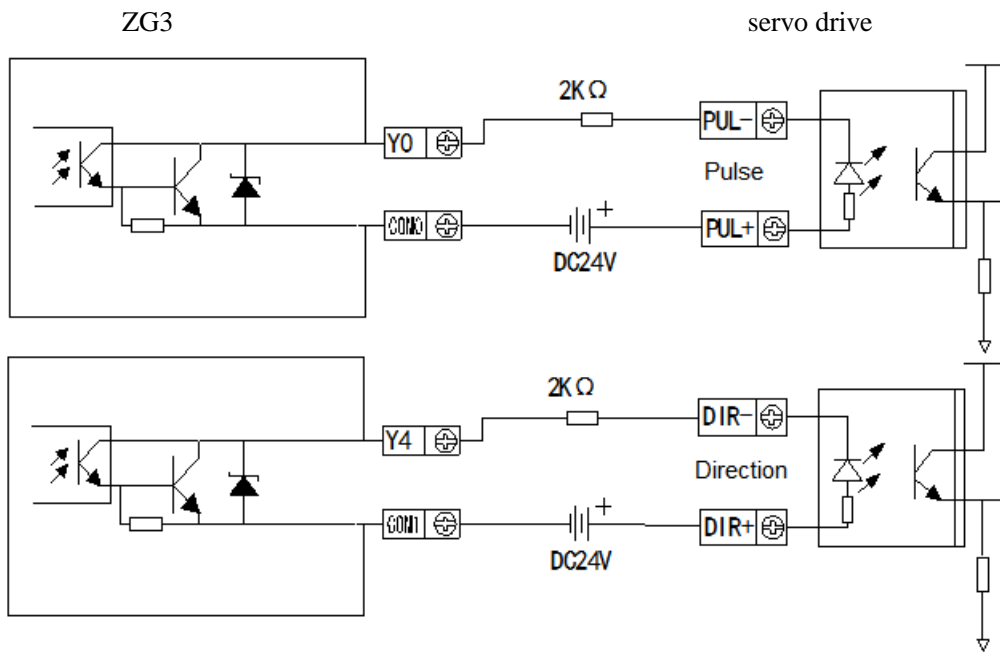 ZG3
servo drive
2KΩ
Y0
PUL-
Pulse
COM0
+
PUL+
DC24V
2KΩ
Y4
DIR-
Direction
COM1
+
DIR+
DC24V